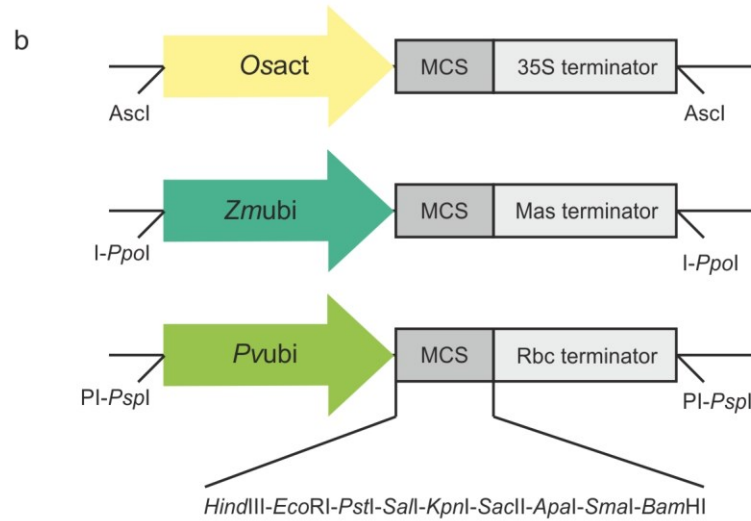 b
Osact MCS 35S terminator
AscI AscI
Zmubi MCS Mas terminator
I-PpoI I-PpoI
Pvubi MCS Rbc terminator
PI-PspI PI-PspI
HindIII-EcoRI-PstI-SalI-KpnI-SacII-ApaI-SmaI-BamHI